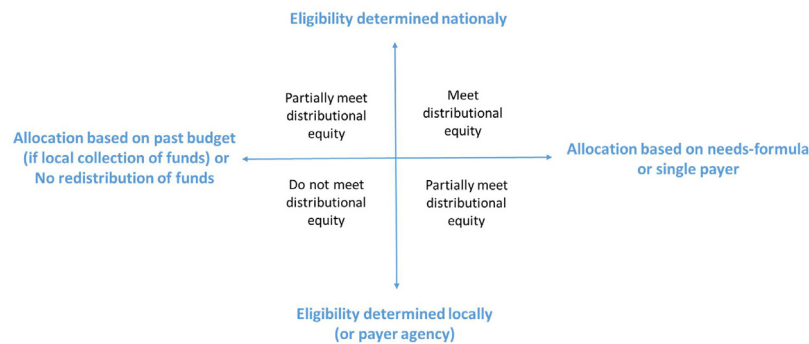 Eligibility determined nationaly
Partially meet
distributional
equity
Meet
distributional
equity
Allocation based on past budget
(if local collection of funds) or
No redistribution of funds
Allocation based on needs-formula
or single payer
Do not meet
distributional
equity
Partially meet
distributional
equity
Eligibility determined locally
(or payer agency)